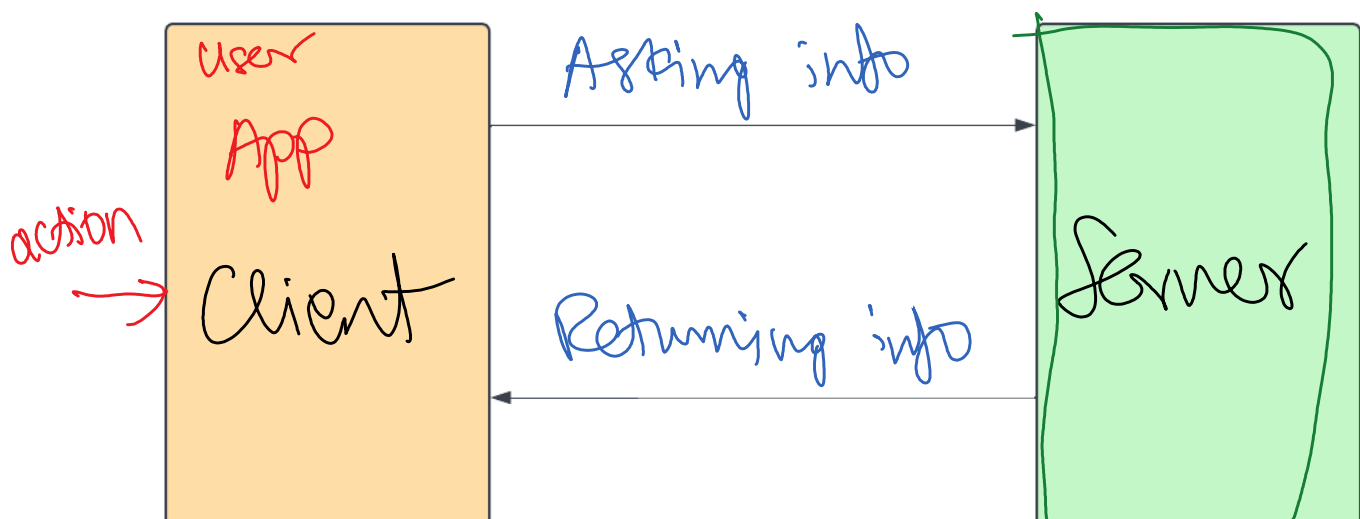 user
App
action
Client
Asking info
Returning info
Server